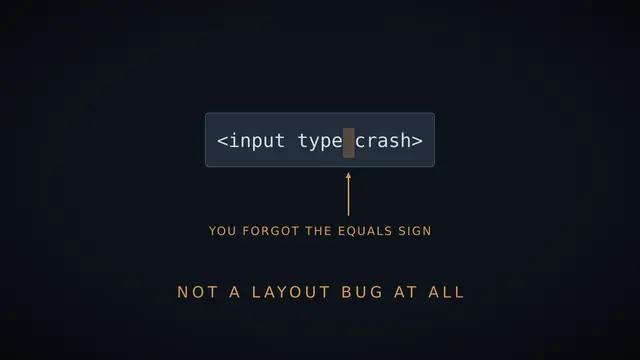 <input type crash>
YOU FORGOT THE EQUALS SIGN
NOT A LAYOUT BUG AT ALL